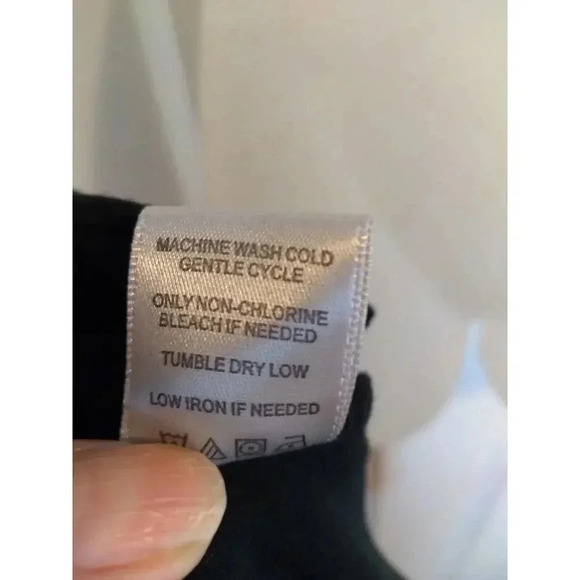 MACHINE WASH COLD
GENTLE CYCLE
ONLY NON-CHLORINE
BLEACH IF NEEDED
TUMBLE DRY LOW
LOW IRON IF NEEDED